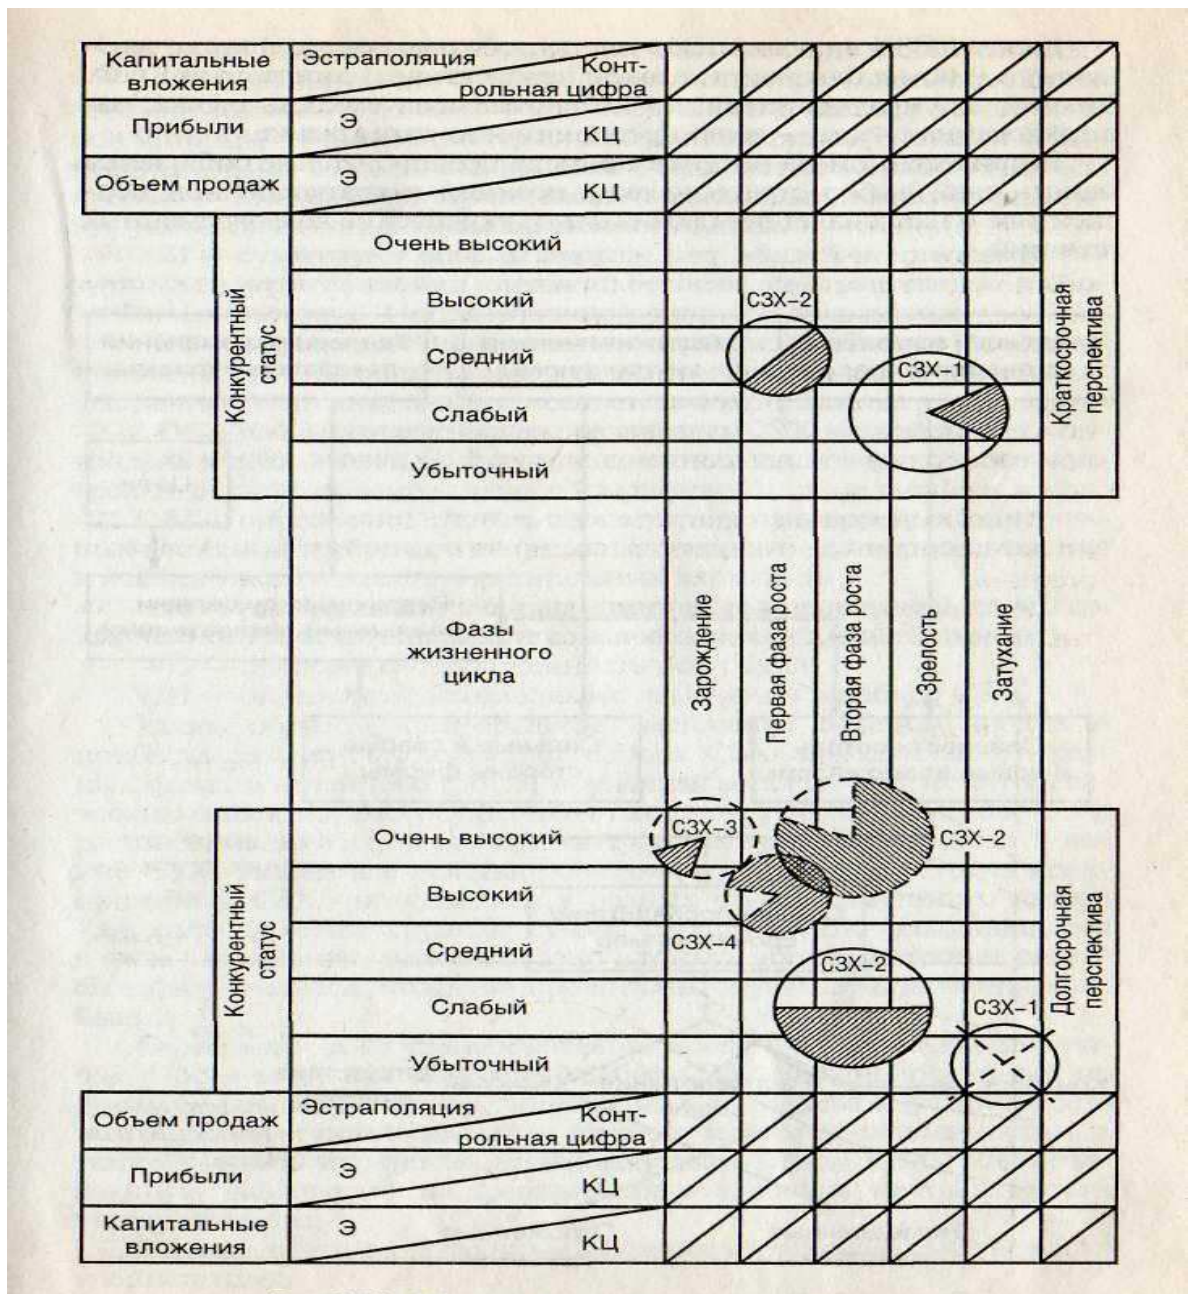 Капитальные вложения
Эстраполяция
Конт-
рольная цифра
Прибыли
Э
КЦ
Объем продаж
Э
КЦ
Конкурентный
статус
Очень высокий
Высокий
Средний
Слабый
Убыточный
СЗХ-2
СЗХ-1
Краткосрочная
перспектива
Фазы
жизненного
цикла
Зарождение
Первая фаза роста
Вторая фаза роста
Зрелость
Затухание
Конкурентный
статус
Очень высокий
Высокий
Средний
Слабый
Убыточный
СЗХ-3
СЗХ-2
СЗХ-4
СЗХ-2
СЗХ-1
Долгосрочная
перспектива
Объем продаж
Эстраполяция
Конт-
рольная цифра
Прибыли
Э
КЦ
Капитальные
вложения
Э
КЦ